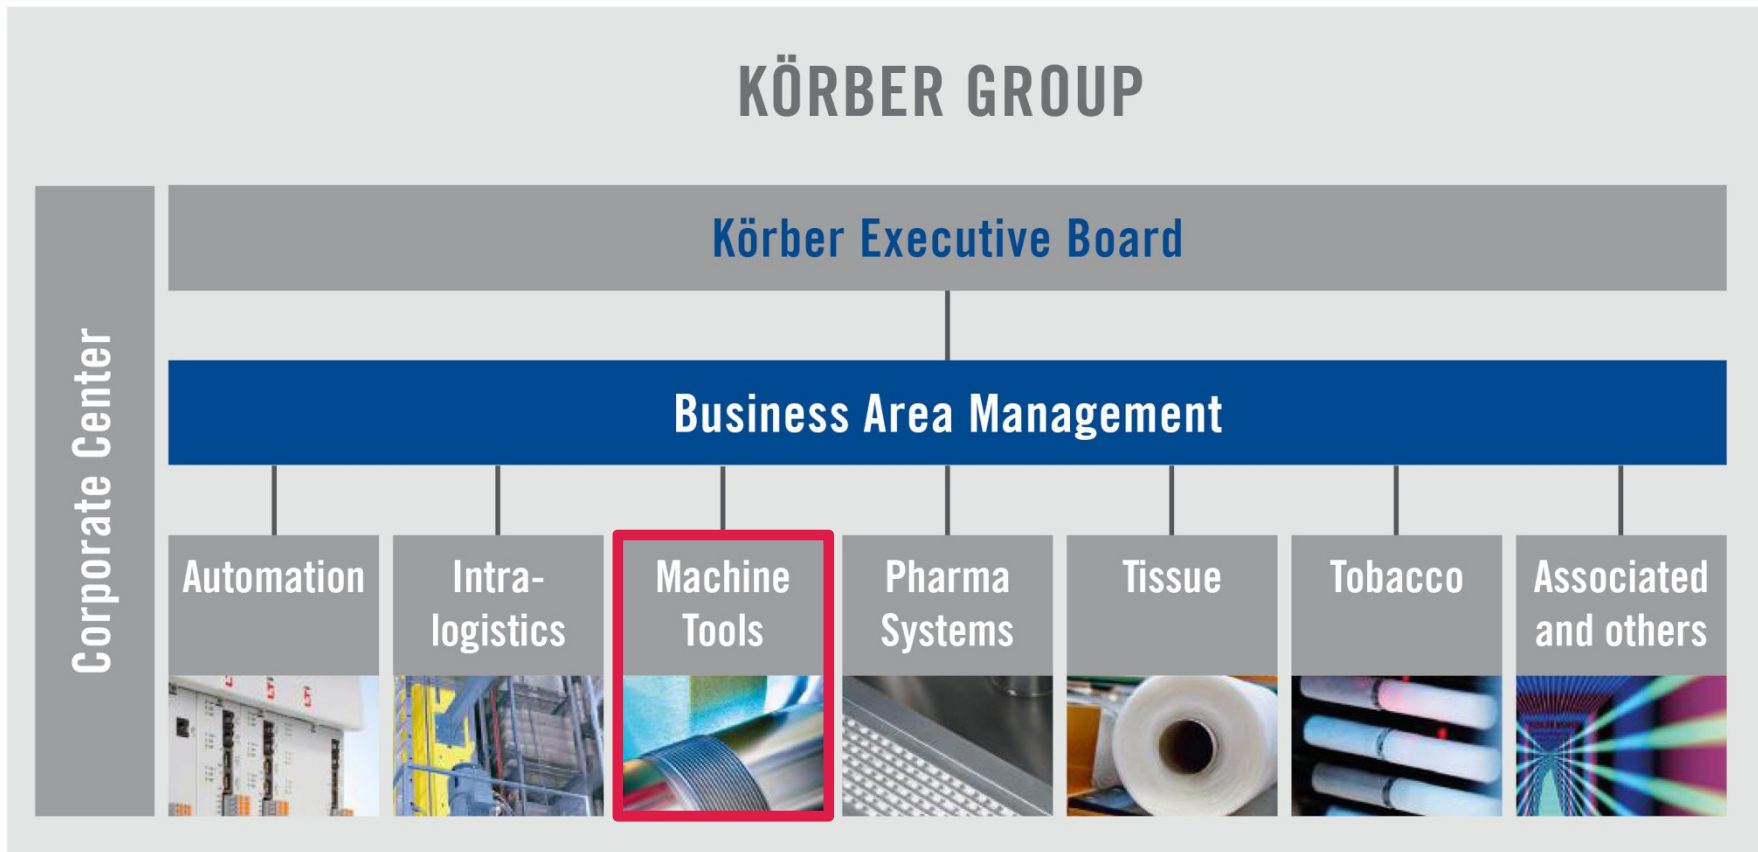 KÖRBER GROUP
Corporate Center
Körber Executive Board
Business Area Management
Automation
Intra-
logistics
Machine
Tools
Pharma
Systems
Tissue
Tobacco
Associated
and others